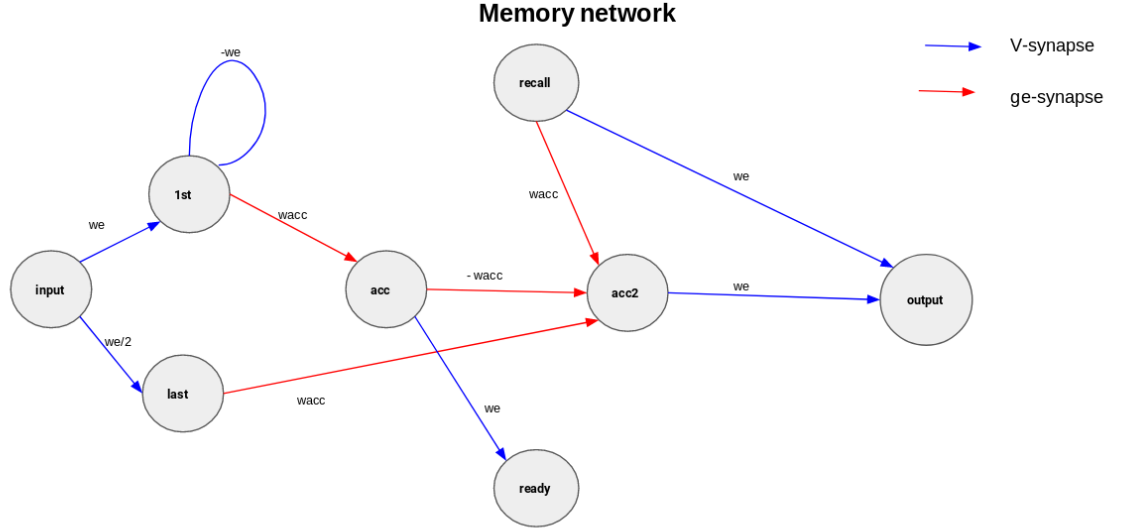 Memory network
-we
recall
V-synapse
ge-synapse
1st
wacc
wacc
we
we
input
acc
- wacc
acc2
we
output
we/2
last
wacc
we
ready